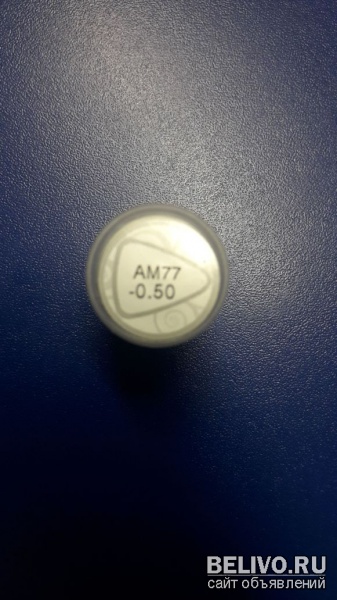 AM77
-0.50
BELIVO.RU
сайт объявлений